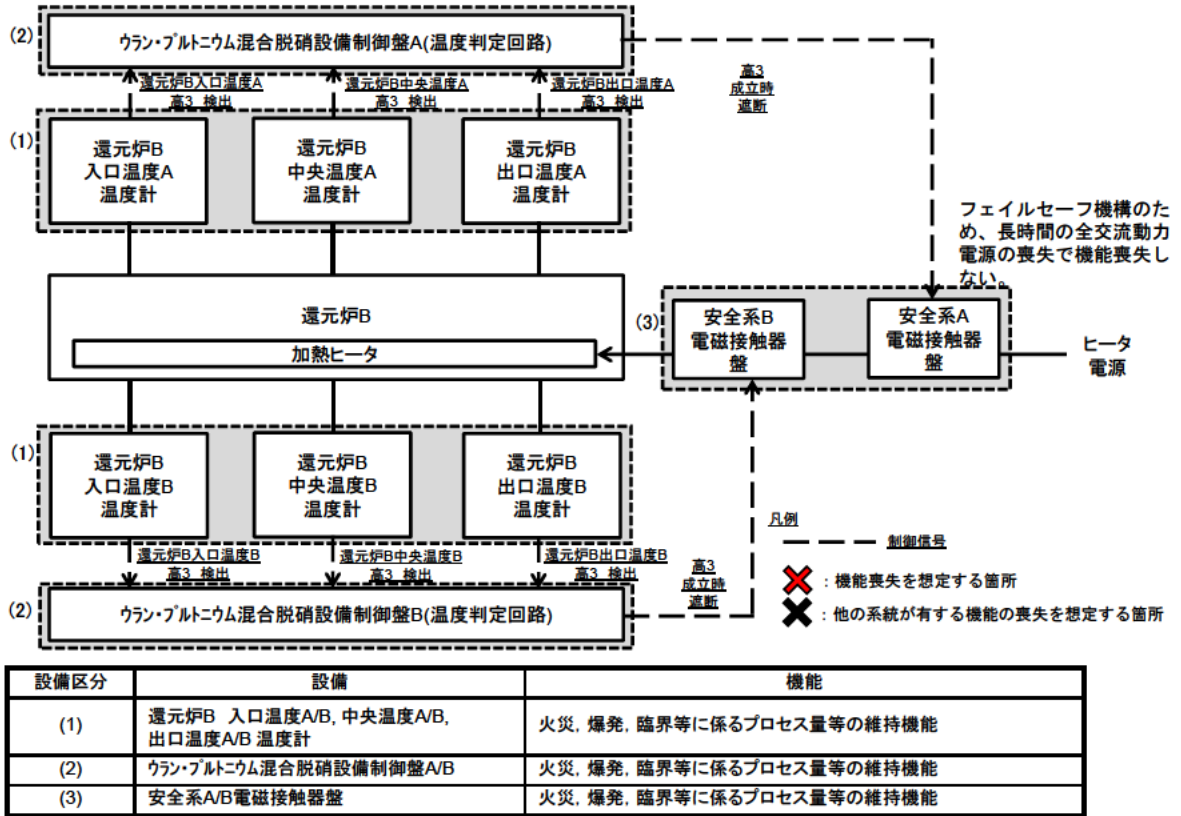 (2)
ウラン・プルトニウム混合脱硝設備制御盤A(温度判定回路)
還元炉B入口温度A
高3 検出
還元炉B中央温度A
高3 検出
還元炉B出口温度A
高3 検出
高3
成立時
遮断
(1)
還元炉B
入口温度A
温度計
還元炉B
中央温度A
温度計
還元炉B
出口温度A
温度計
フェイルセーフ機構のた
め、長時間の全交流動力
電源の喪失で機能喪失し
ない。
還元炉B
加熱ヒータ
(3)
安全系B
電磁接触器
盤
安全系A
電磁接触器
盤
ヒータ
電源
(1)
還元炉B
入口温度B
温度計
還元炉B
中央温度B
温度計
還元炉B
出口温度B
温度計
還元炉B入口温度B
高3 検出
還元炉B中央温度B
高3 検出
還元炉B出口温度B
高3 検出
高3
成立時
遮断
(2)
ウラン・プルトニウム混合脱硝設備制御盤B(温度判定回路)
凡例
制御信号
:機能喪失を想定する箇所
:他の系統が有する機能の喪失を想定する箇所
設備区分 設備 機能
(1) 還元炉B 入口温度A/B, 中央温度A/B,
出口温度A/B 温度計 火災, 爆発, 臨界等に係るプロセス量等の維持機能
(2) ウラン・プルトニウム混合脱硝設備制御盤A/B 火災, 爆発, 臨界等に係るプロセス量等の維持機能
(3) 安全系A/B電磁接触器盤 火災, 爆発, 臨界等に係るプロセス量等の維持機能